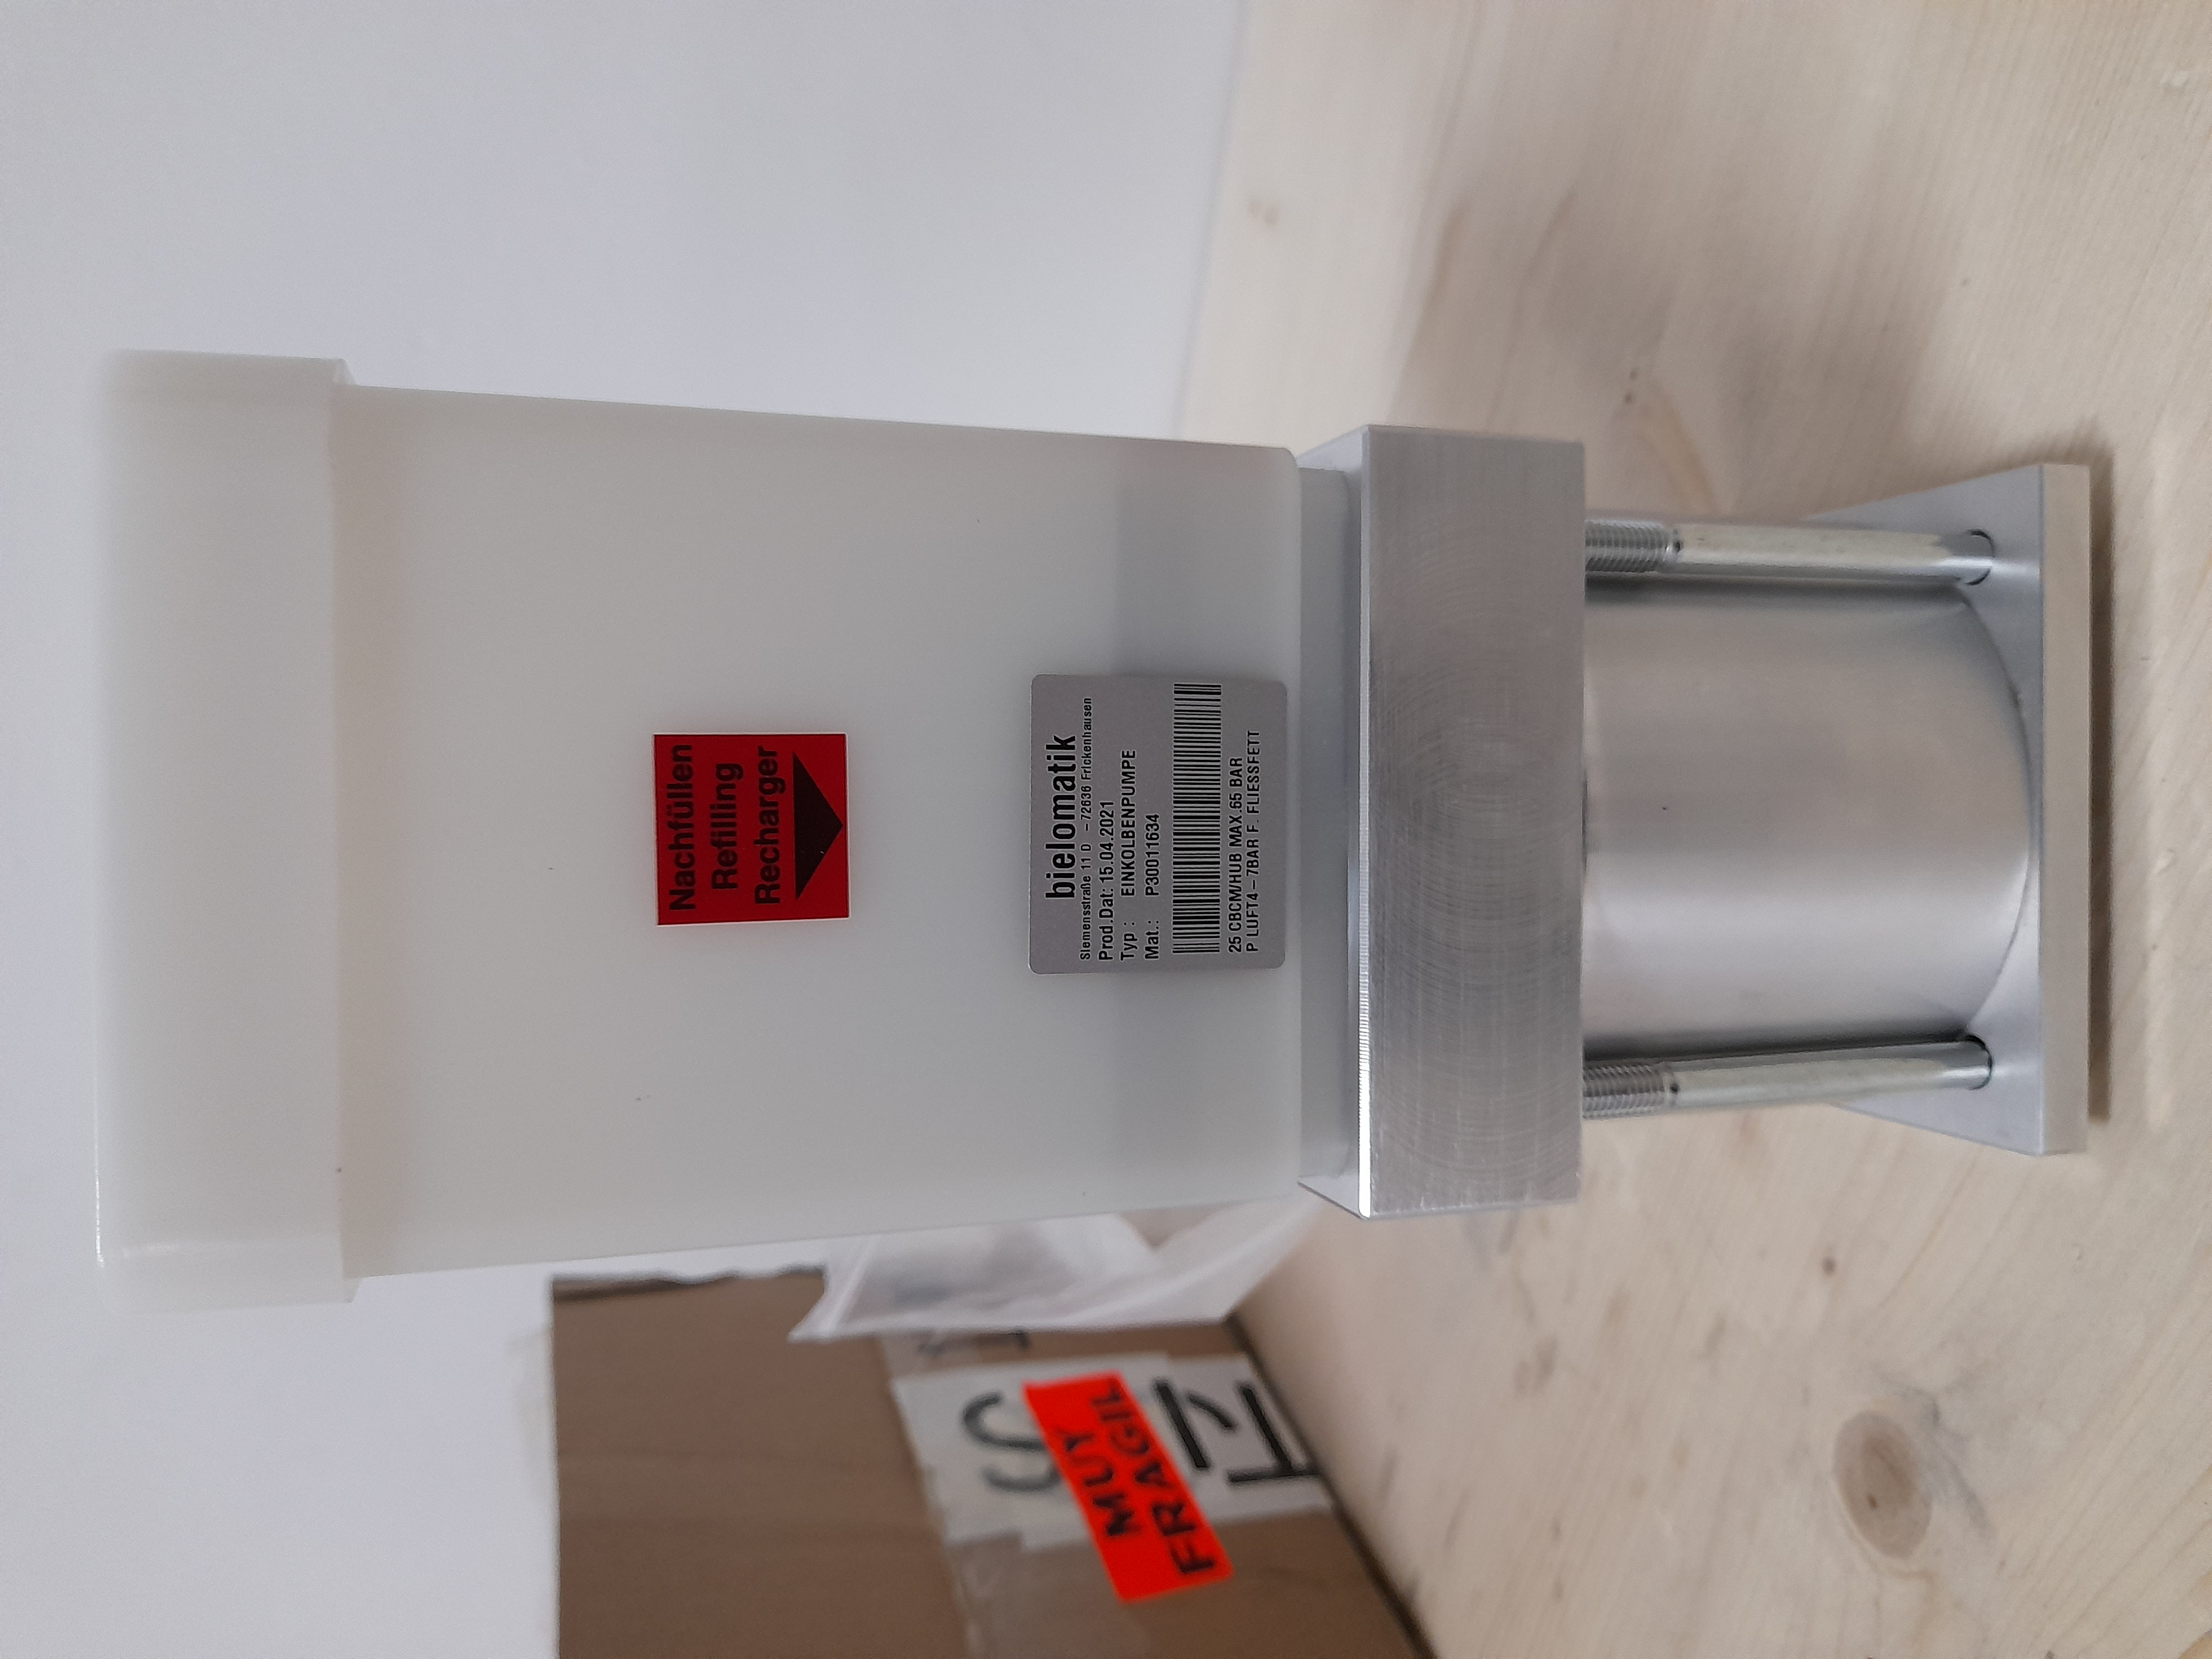 Nachfüllen
Refilling
Recharger
bielomatik
Siemensstraße 11 D -72636 Frickenhausen
Prod.Dat: 15.04.2021
Typ : EINKOLBENPUMPE
Mat.: P30011634
25 CBCM/HUB MAX.65 BAR
P LUFT4-7BAR F. FLIESSFETT
MUY
FRAGIL